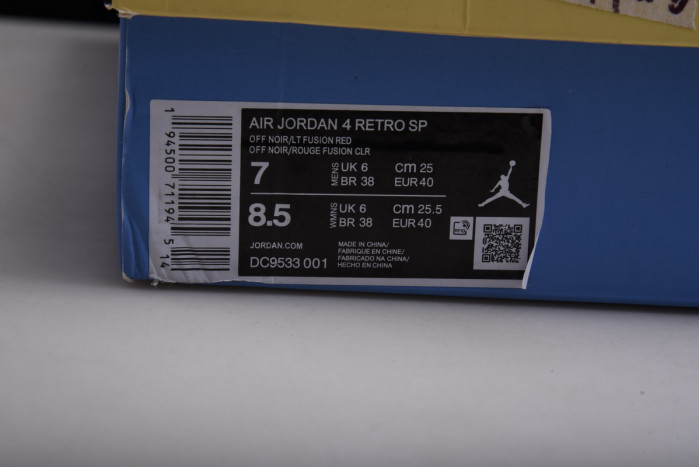 AIR JORDAN 4 RETRO SP
OFF NOIR/LT FUSION RED
OFF NOIR/ROUGE FUSION CLR
7 MENS UK 6 Cm 25
BR 38 EUR 40
8.5 WMNS UK 6 Cm 25.5
BR 38 EUR 40
JORDAN.COM
DC9533 001
MADE IN CHINA/
FABRIQUE EN CHINE/
FABRICADO NA CHINA/
HECHO EN CHINA
1 94500 71194 5 14